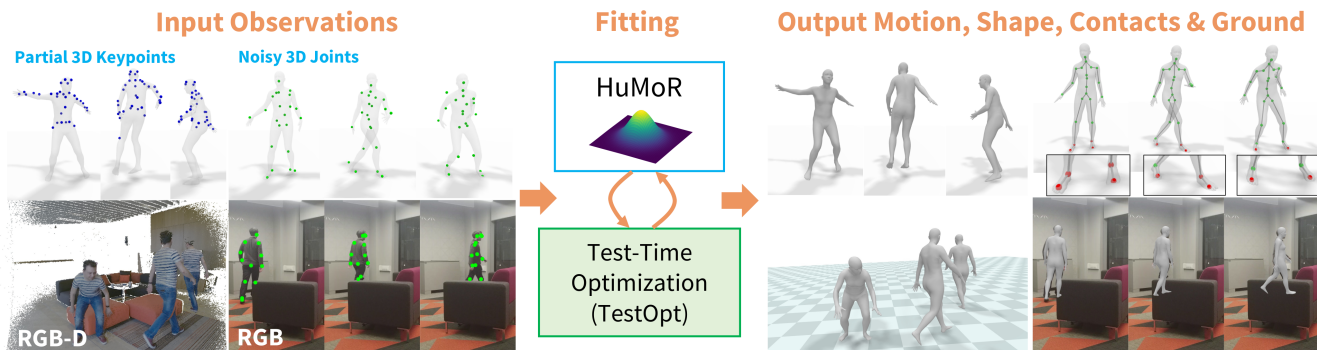 Input Observations
Partial 3D Keypoints
Noisy 3D Joints
RGB-D
RGB
Fitting
HuMoR
Test-Time
Optimization
(TestOpt)
Output Motion, Shape, Contacts & Ground